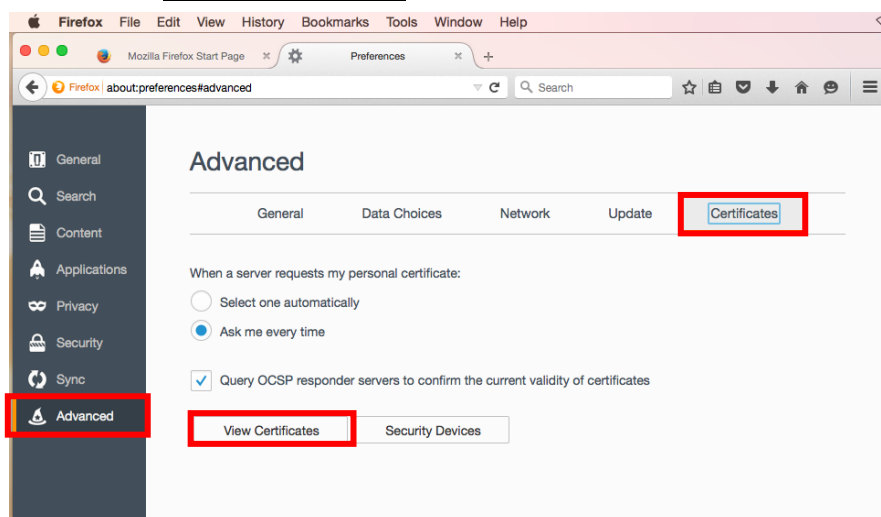 Firefox File Edit View History Bookmarks Tools Window Help
Mozilla Firefox Start Page × Preferences × +
Firefox about:preferences#advanced Search
General
Search
Content
Applications
Privacy
Security
Sync
Advanced
Advanced
General Data Choices Network Update Certificates
When a server requests my personal certificate:
Select one automatically
Ask me every time
Query OCSP responder servers to confirm the current validity of certificates
View Certificates Security Devices